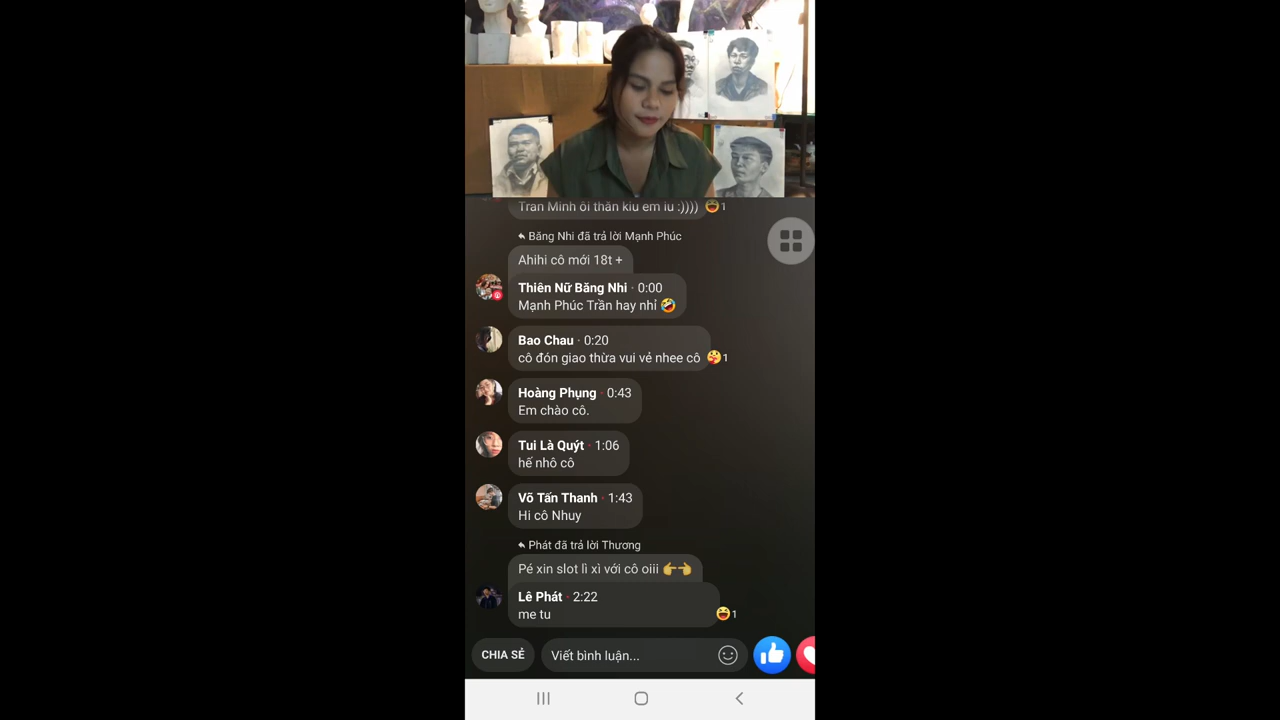 Tran Minh ôi thân kiu em iu :)))) 1
Băng Nhi đã trả lời Mạnh Phúc
Ahihi cô mới 18t +
Thiên Nữ Băng Nhi · 0:00
Mạnh Phúc Trần hay nhỉ 🤣
Bao Chau · 0:20
cô đón giao thừa vui vẻ nhee cô 1
Hoàng Phụng · 0:43
Em chào cô.
Tui Là Quýt · 1:06
hế nhô cô
Võ Tấn Thanh · 1:43
Hi cô Nhuy
Phát đã trả lời Thương
Pé xin slot lì xì với cô oiii 👉👈
Lê Phát · 2:22
me tu 1
CHIA SẺ
Viết bình luận...